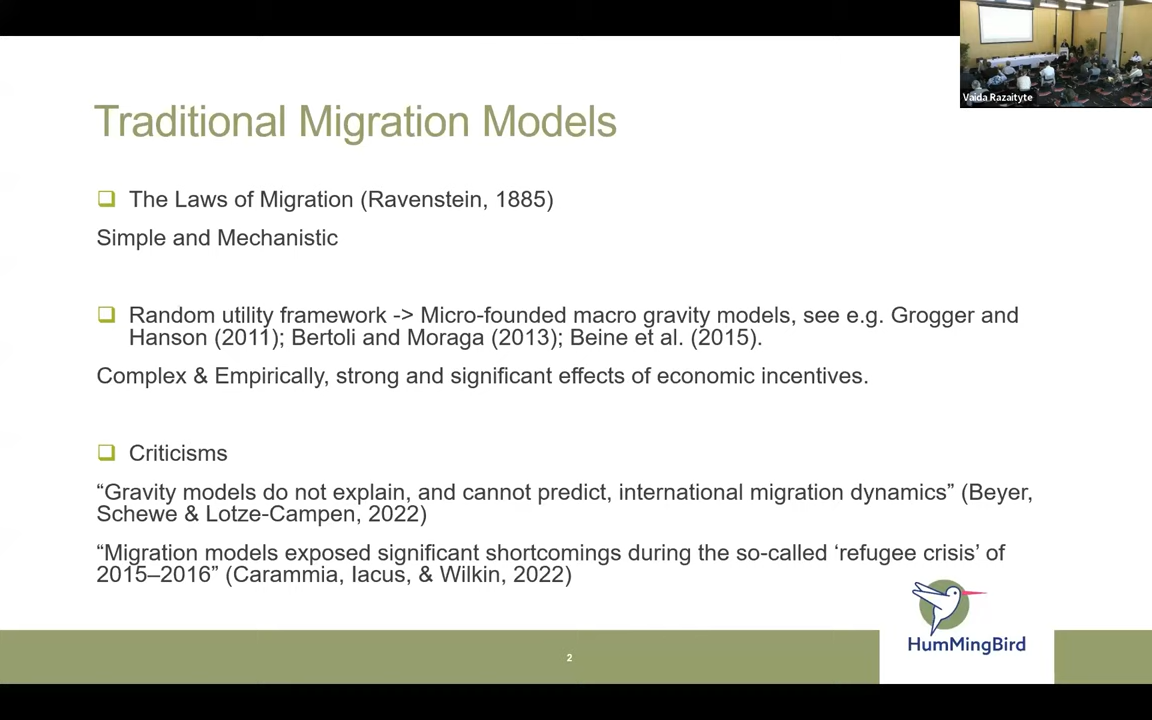 Vaida Razaityte
Traditional Migration Models
The Laws of Migration (Ravenstein, 1885)
Simple and Mechanistic
Random utility framework -> Micro-founded macro gravity models, see e.g. Grogger and
Hanson (2011); Bertoli and Moraga (2013); Beine et al. (2015).
Complex & Empirically, strong and significant effects of economic incentives.
Criticisms
“Gravity models do not explain, and cannot predict, international migration dynamics” (Beyer,
Schewe & Lotze-Campen, 2022)
“Migration models exposed significant shortcomings during the so-called ‘refugee crisis’ of
2015–2016” (Carammia, Iacus, & Wilkin, 2022)
HumMingBird
2